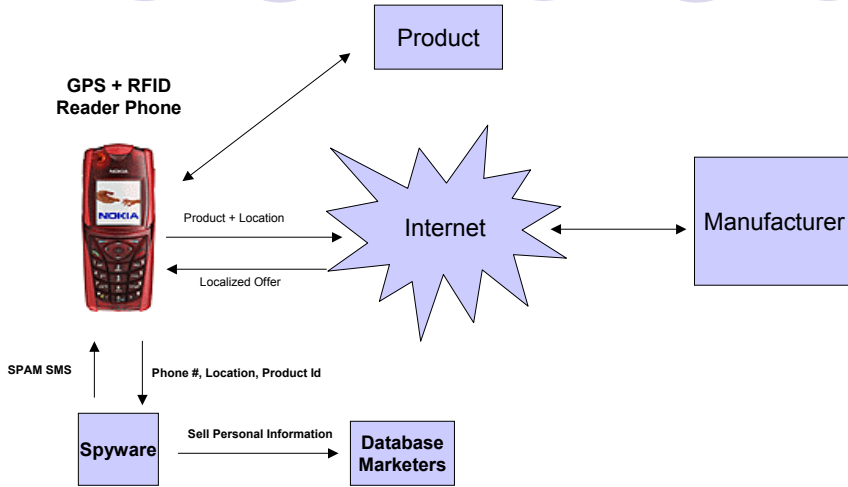 Product
GPS + RFID
Reader Phone
NOKIA
NOKIA
Product + Location
Internet
Manufacturer
Localized Offer
SPAM SMS
Phone #, Location, Product Id
Spyware
Sell Personal Information
Database
Marketers